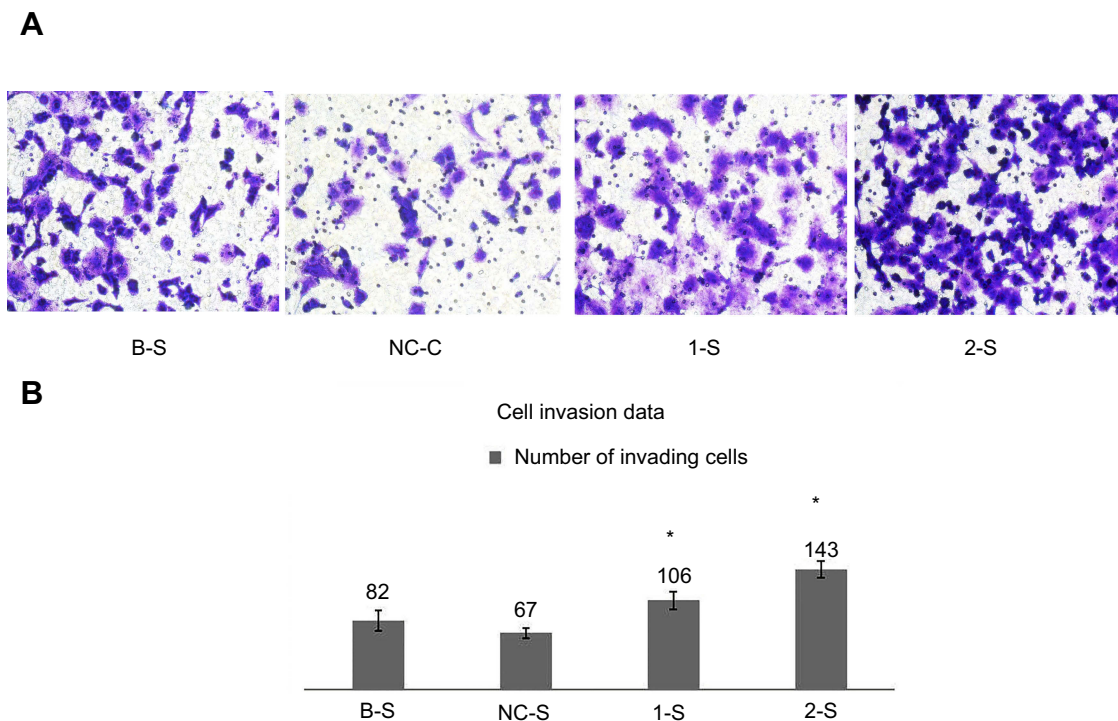 A
B-S NC-C 1-S 2-S
B
Cell invasion data
Number of invading cells
* *
82 67 106 143
B-S NC-S 1-S 2-S